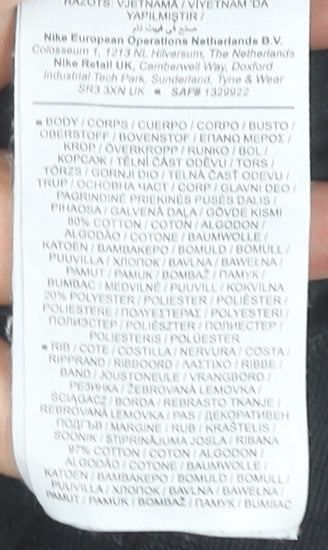 RAZOTS: VJETNAMĀ / VİYETNAM 'DA
YAPILMIŞTIR /
صنع في فيت نام
Nike European Operations Netherlands B.V.
Colosseum 1, 1213 NL Hilversum, The Netherlands
Nike Retail UK, Camberwell Way, Doxford
Industrial Tech Park, Sunderland, Tyne & Wear
SR3 3XN UK ▪ SAF# 1329922
▪ BODY / CORPS / CUERPO / CORPO / BUSTO /
OBERSTOFF / BOVENSTOF / ΕΠΑΝΩ ΜΕΡΟΣ /
KROP / ÖVERKROPP / RUNKO / BOL /
КОРСАЖ / TĚLNÍ ČÁST ODĚVU / TORS /
TÖRZS / GORNJI DIO / TELNÁ ČASŤ ODEVU /
TRUP / ОСНОВНА ЧАСТ / CORP / GLAVNI DEO /
PAGRINDINĖ PRIEKINĖS PUSĖS DALIS /
PIHAOSA / GALVENĀ DAĻA / GÖVDE KISMI
80% COTTON / COTON / ALGODON /
ALGODÃO / COTONE / BAUMWOLLE /
KATOEN / ΒΑΜΒΑΚΕΡΟ / BOMULD / BOMULL /
PUUVILLA / ХЛОПОК / BAVLNA / BAWEŁNA /
PAMUT / PAMUK / BOMBAŽ / ПАМУК /
BUMBAC / MEDVILNĖ / PUUVILL / KOKVILNA
20% POLYESTER / POLIESTER / POLIÉSTER /
POLIESTERE / ΠΟΛΥΕΣΤΕΡΑΣ / POLYESTERI /
ПОЛИЭСТЕР / POLIÉSZTER / ПОЛИЕСТЕР /
POLIESTERIS / POLÜESTER
▪ RIB / CÔTE / COSTILLA / NERVURA / COSTA /
RIPPRAND / RIBBOORD / ΛΑΣΤΙΧΟ / RIBBE /
BAND / JOUSTONEULE / VRANGBORD /
РЕЗИНКА / ŽEBROVANÁ LEMOVKA /
ŚCIĄGACZ / BORDA / REBRASTO TKANJE /
REBROVANÁ LEMOVKA / PAS / ДЕКОРАТИВЕН
ПОДГЪВ / MARGINE / RUB / KRAŠTELIS /
SOONIK / STIPRINĀJUMA JOSLA / RIBANA
97% COTTON / COTON / ALGODON /
ALGODÃO / COTONE / BAUMWOLLE /
KATOEN / ΒΑΜΒΑΚΕΡΟ / BOMULD / BOMULL /
PUUVILLA / ХЛОПОК / BAVLNA / BAWEŁNA /
PAMUT / PAMUK / BOMBAŽ / ПАМУК / BUMBAC